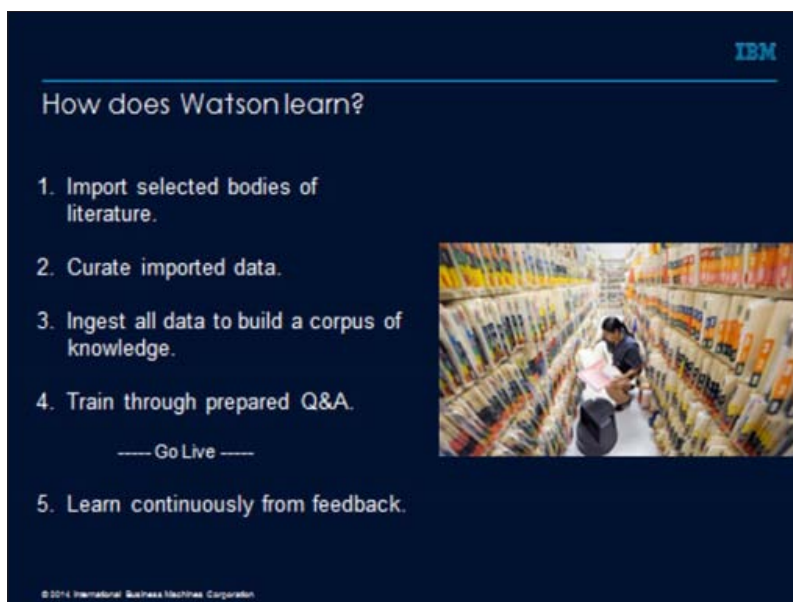 IBM
How does Watson learn?
1. Import selected bodies of
literature.
2. Curate imported data.
3. Ingest all data to build a corpus of
knowledge.
4. Train through prepared Q&A.
----- Go Live -----
5. Learn continuously from feedback.
© 2014 International Business Machines Corporation